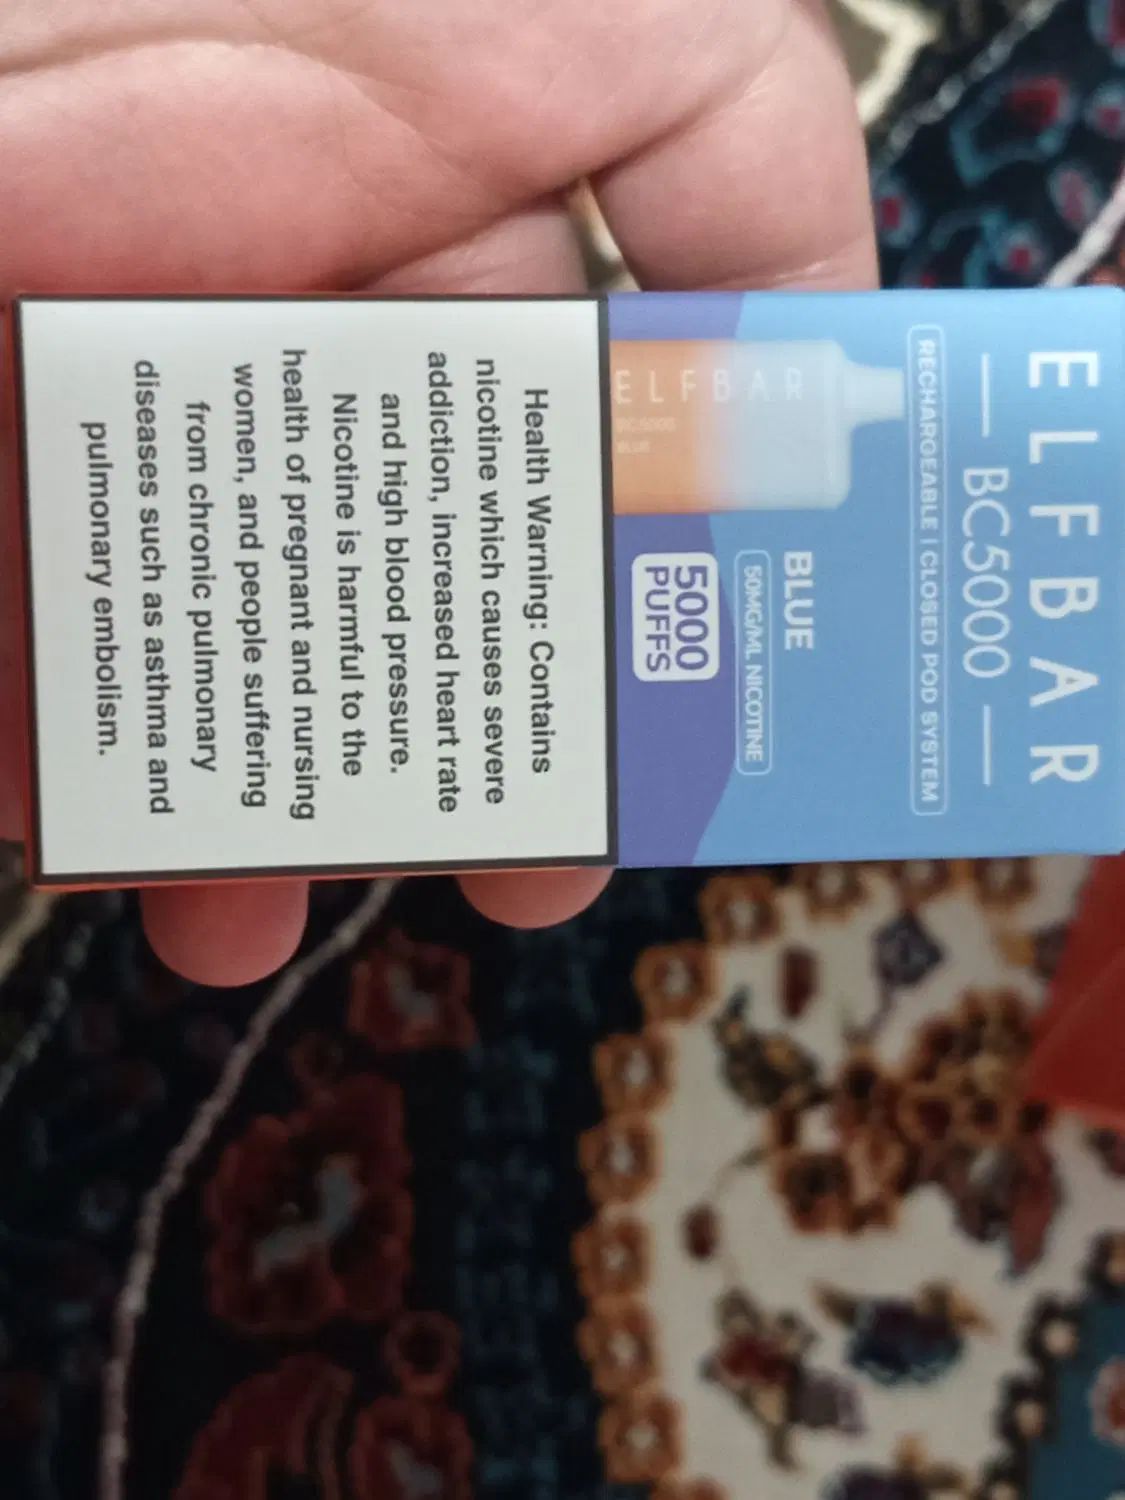 ELFBAR
BC5000
RECHARGEABLE | CLOSED POD SYSTEM
ELFBAR
BC5000
BLUE
BLUE
50MG/ML NICOTINE
5000
PUFFS
Health Warning: Contains
nicotine which causes severe
addiction, increased heart rate
and high blood pressure.
Nicotine is harmful to the
health of pregnant and nursing
women, and people suffering
from chronic pulmonary
diseases such as asthma and
pulmonary embolism.